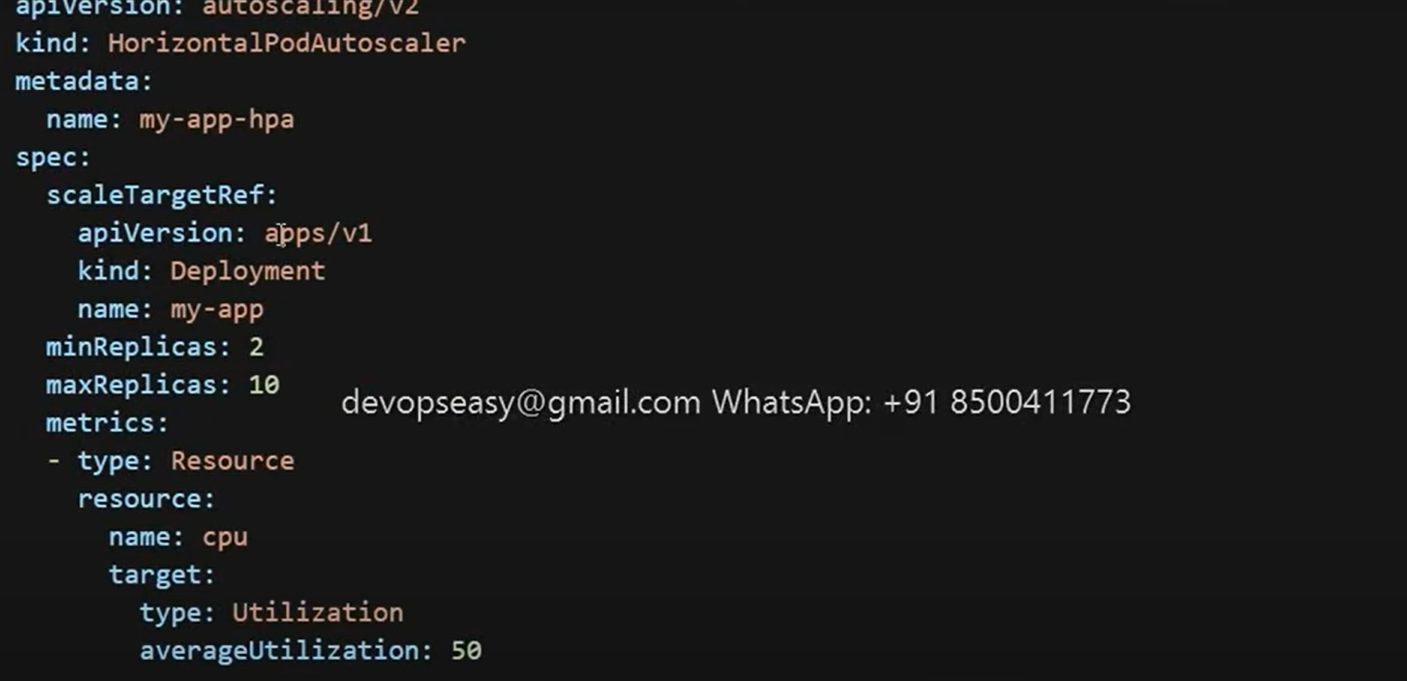 apiVersion: autoscaling/v2
kind: HorizontalPodAutoscaler
metadata:
  name: my-app-hpa
spec:
  scaleTargetRef:
    apiVersion: apps/v1
    kind: Deployment
    name: my-app
  minReplicas: 2
  maxReplicas: 10
devopseasy@gmail.com WhatsApp: +91 8500411773
  metrics:
  - type: Resource
    resource:
      name: cpu
      target:
        type: Utilization
        averageUtilization: 50